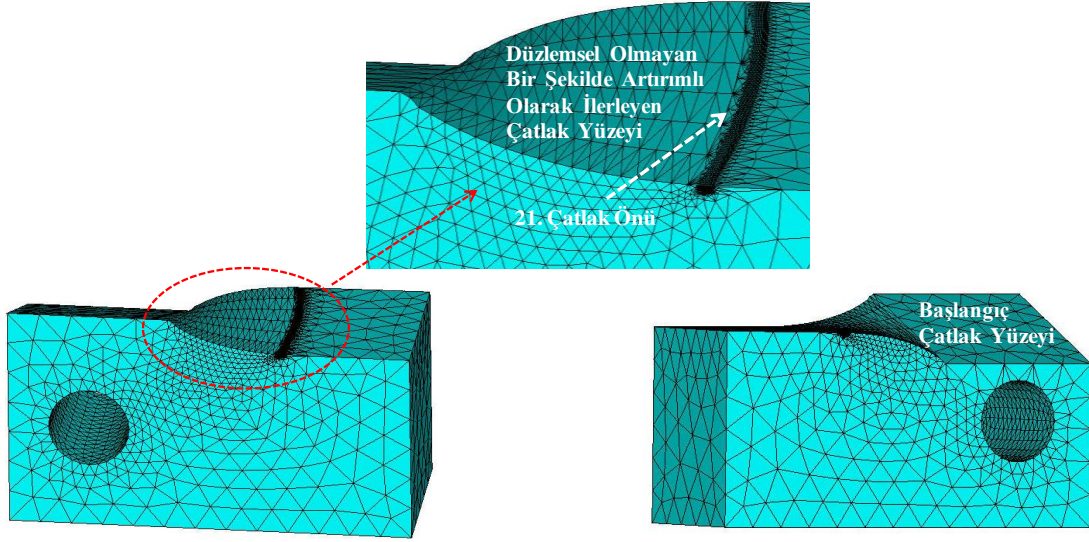 Düzlemsel Olmayan
Bir Şekilde Artırımlı
Olarak İlerleyen
Çatlak Yüzeyi
21. Çatlak Önü
Başlangıç
Çatlak Yüzeyi